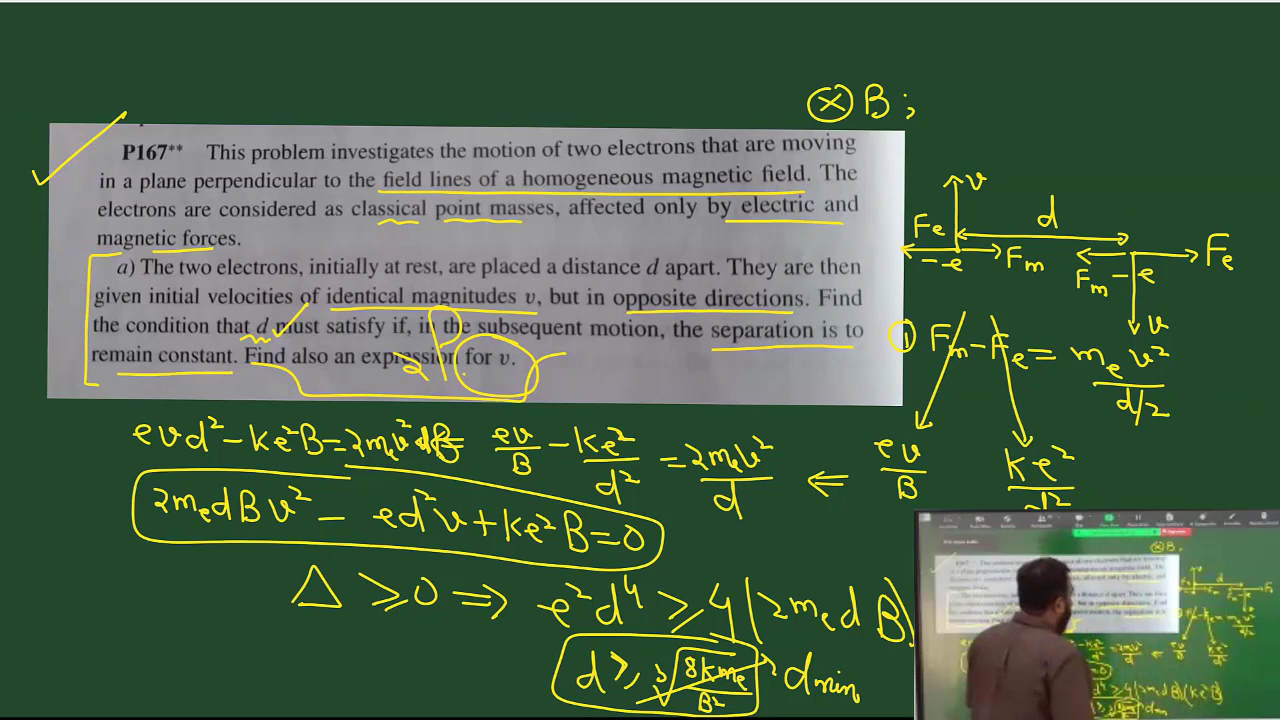 ⊗ B ;
P167** This problem investigates the motion of two electrons that are moving
in a plane perpendicular to the field lines of a homogeneous magnetic field. The
electrons are considered as classical point masses, affected only by electric and
magnetic forces.
a) The two electrons, initially at rest, are placed a distance d apart. They are then
given initial velocities of identical magnitudes v, but in opposite directions. Find
the condition that d must satisfy if, in the subsequent motion, the separation is to
remain constant. Find also an expression for v.
v
d
Fe
-e
Fm
Fm
-e
Fe
v
① Fm - Fe = mev²/(d/2)
ev/B
ke²/d²
evd² - ke²B = 2mev²dB
ev/B - ke²/d² = 2mev²/d ⇐
2medBv² - ed²v + ke²B = 0
Δ ≥ 0 ⇒ e²d⁴ ≥ 4(2medB)
d ≥ ∛(8kme/B²) → dmin